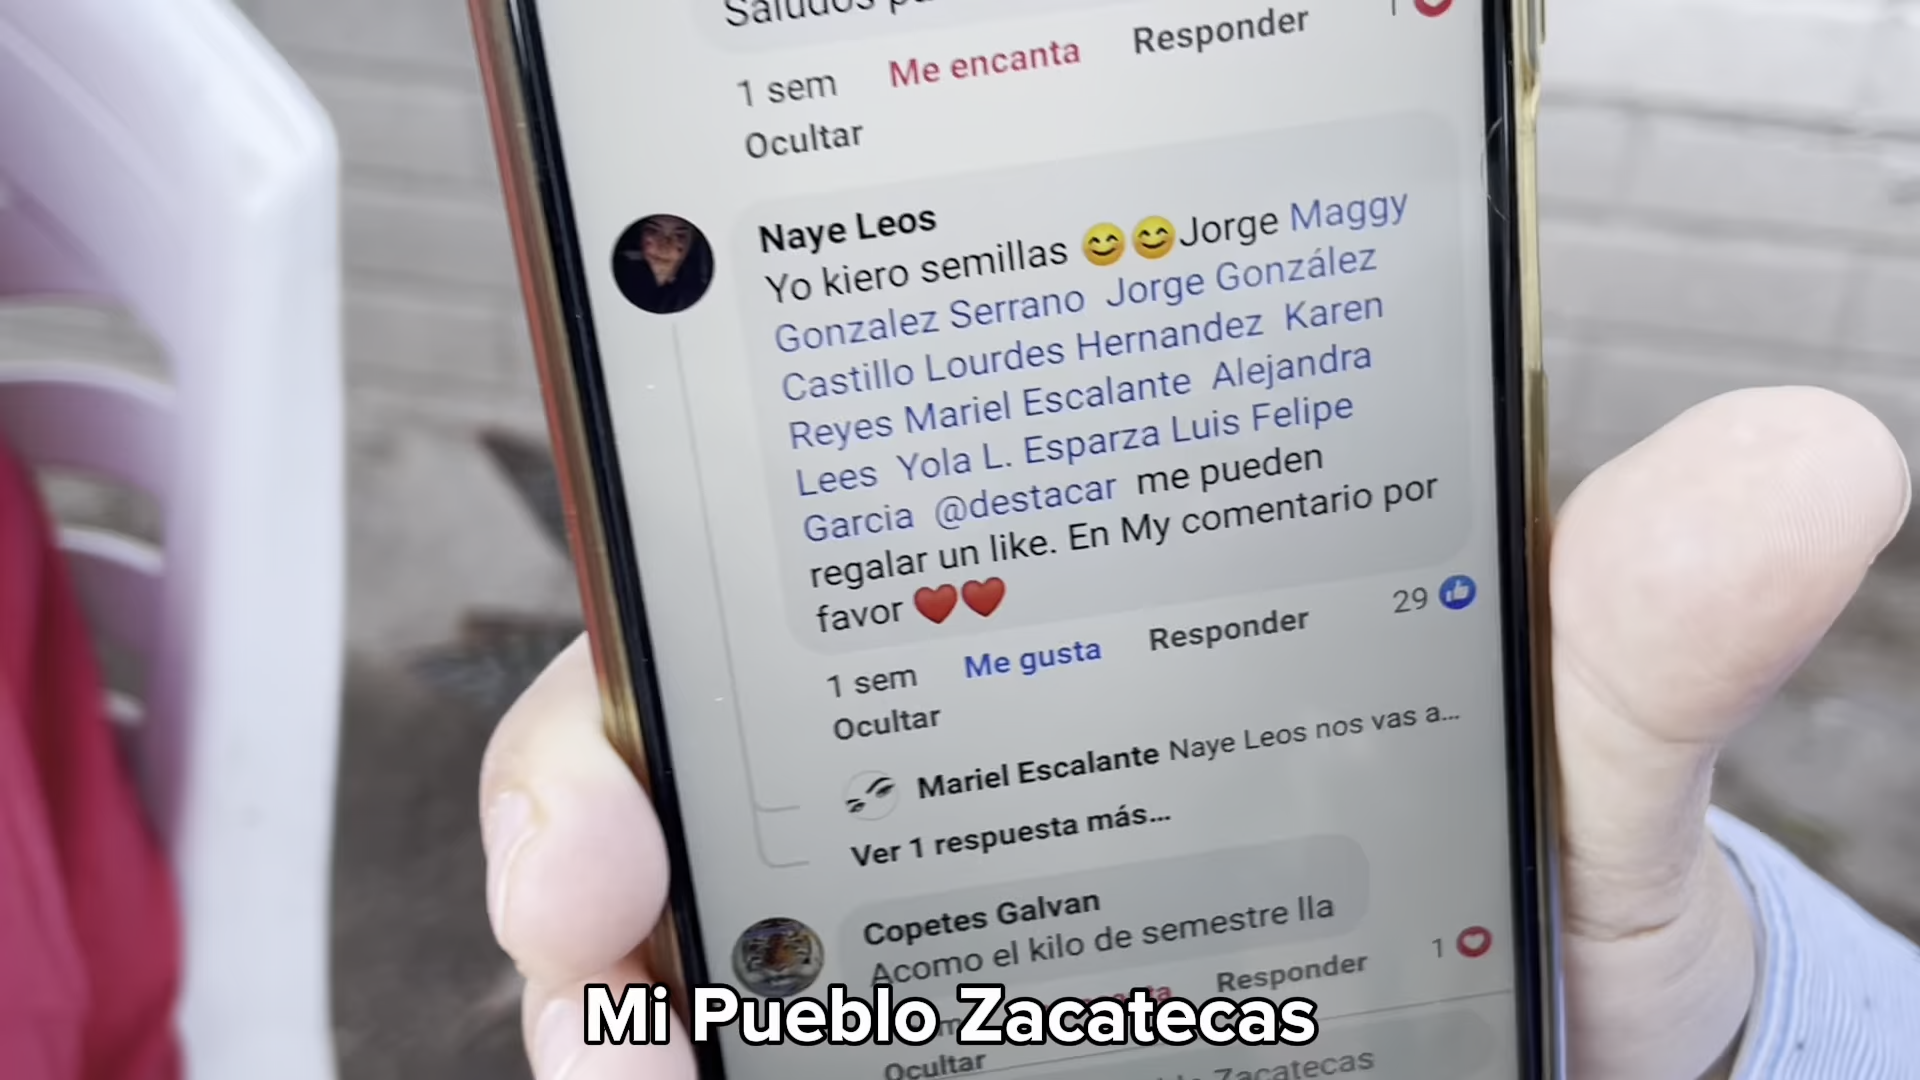 Saludos
1 sem Me encanta Responder 1
Ocultar
Naye Leos
Yo kiero semillas 😊😊Jorge Maggy
Gonzalez Serrano Jorge González
Castillo Lourdes Hernandez Karen
Reyes Mariel Escalante Alejandra
Lees Yola L. Esparza Luis Felipe
Garcia @destacar me pueden
regalar un like. En My comentario por
favor ❤️❤️
1 sem Me gusta Responder 29
Ocultar
Mariel Escalante Naye Leos nos vas a...
Ver 1 respuesta más...
Copetes Galvan
Acomo el kilo de semestre lla
Responder 1
Mi Pueblo Zacatecas
Ocultar
Zacatecas